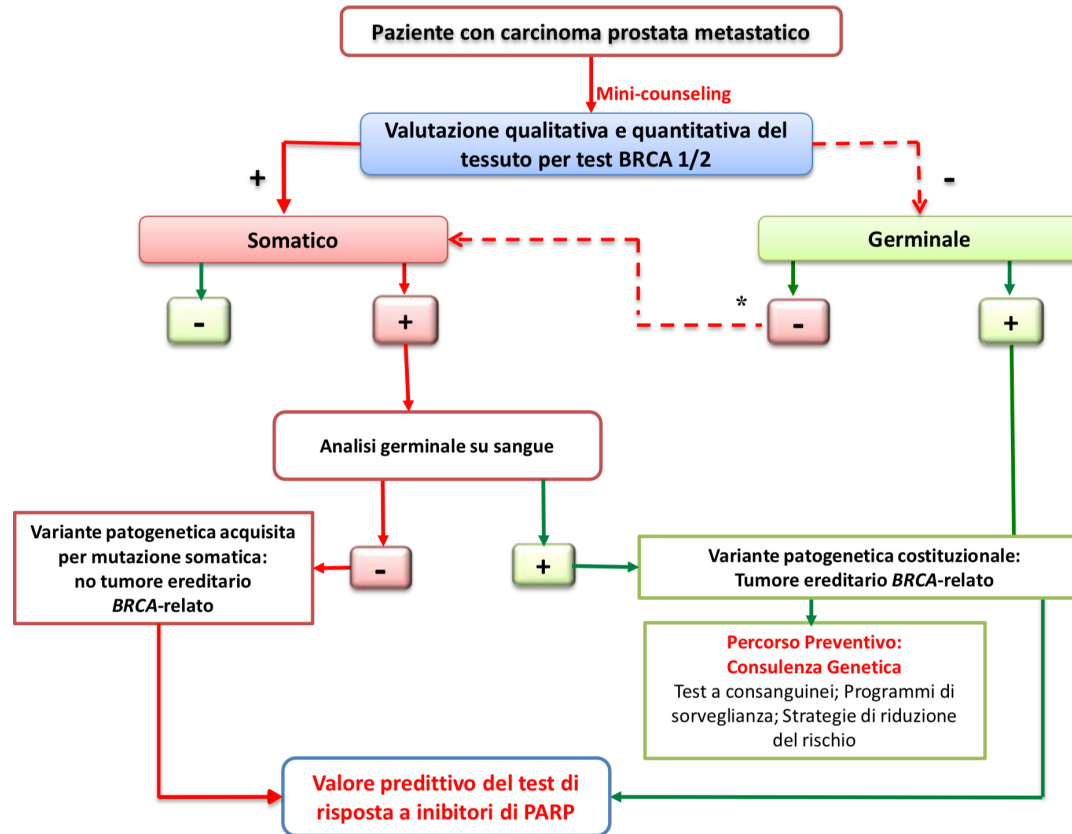 Paziente con carcinoma prostata metastatico
Mini-counseling
Valutazione qualitativa e quantitativa del
tessuto per test BRCA 1/2
+
-
Somatico
Germinale
-
+
*
-
+
Analisi germinale su sangue
Variante patogenetica acquisita
per mutazione somatica:
no tumore ereditario
BRCA-relato
-
+
Variante patogenetica costituzionale:
Tumore ereditario BRCA-relato
Percorso Preventivo:
Consulenza Genetica
Test a consanguinei; Programmi di
sorveglianza; Strategie di riduzione
del rischio
Valore predittivo del test di
risposta a inibitori di PARP